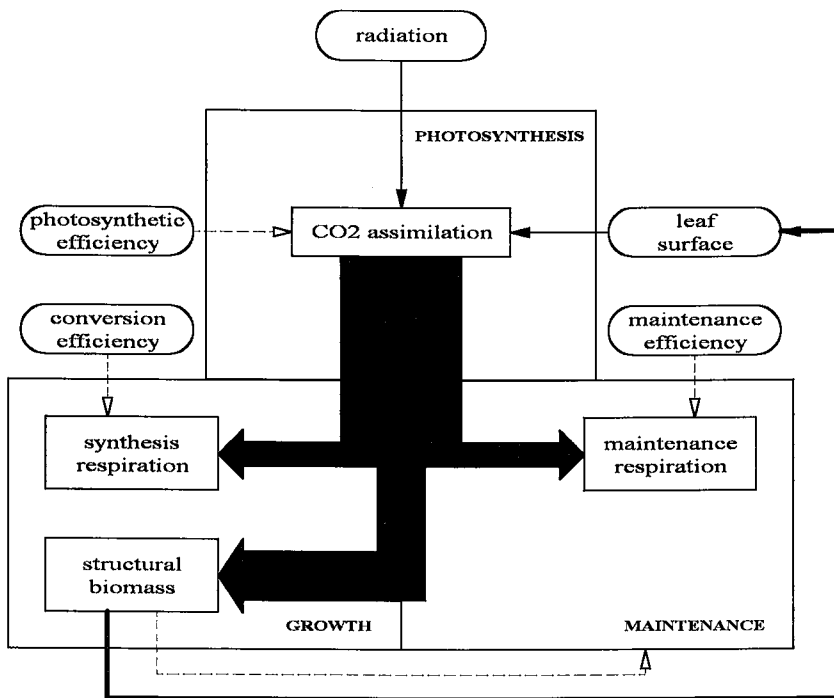 radiation
PHOTOSYNTHESIS
photosynthetic
efficiency
CO2 assimilation
leaf
surface
conversion
efficiency
maintenance
efficiency
synthesis
respiration
maintenance
respiration
structural
biomass
GROWTH
MAINTENANCE